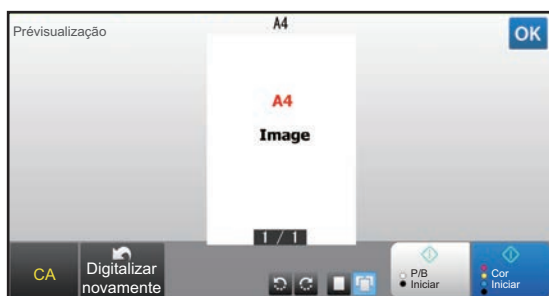 Prévisualização
A4
OK
A4
Image
1 / 1
CA
Digitalizar
novamente
P/B
Iniciar
Cor
Iniciar